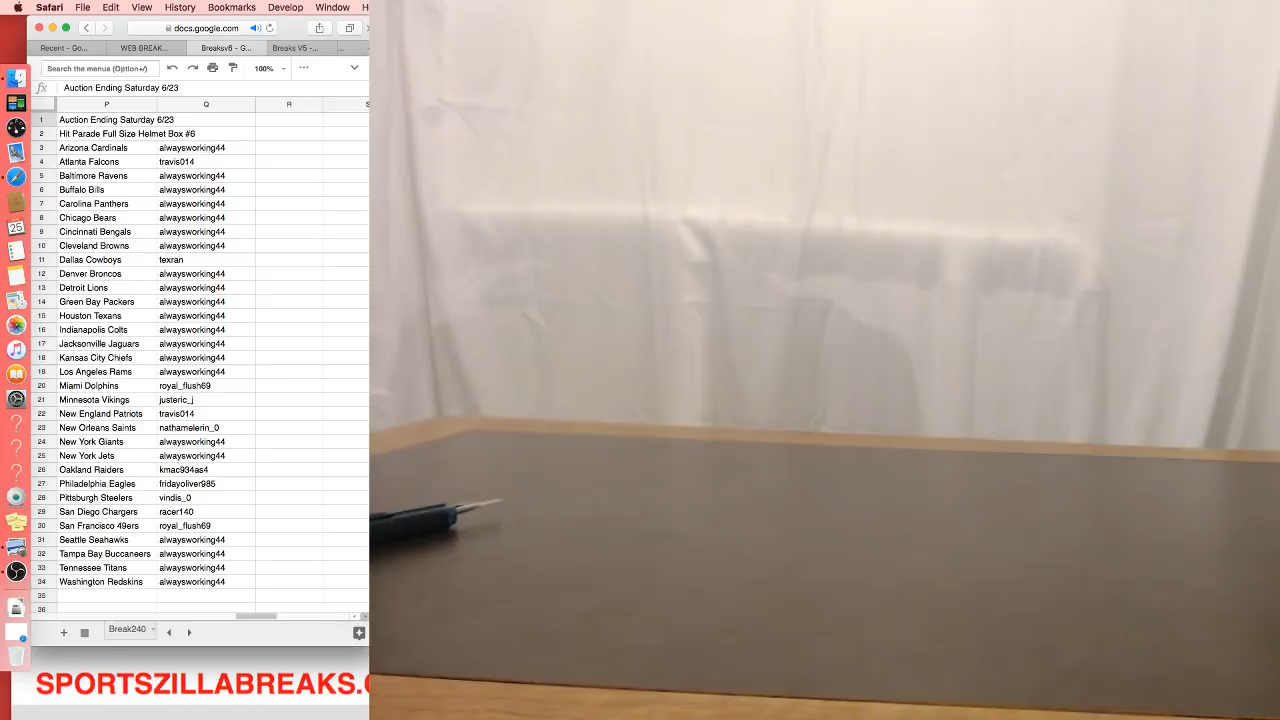 Safari File Edit View History Bookmarks Develop Window
docs.google.com
Recent - Go... WEB BREAK... Breaksv6 - G... Breaks V5 -... ...
Search the menus (Option+/) 100% ...
fx Auction Ending Saturday 6/23
P Q R S
1 Auction Ending Saturday 6/23
2 Hit Parade Full Size Helmet Box #6
3 Arizona Cardinals alwaysworking44
4 Atlanta Falcons travis014
5 Baltimore Ravens alwaysworking44
6 Buffalo Bills alwaysworking44
7 Carolina Panthers alwaysworking44
8 Chicago Bears alwaysworking44
9 Cincinnati Bengals alwaysworking44
10 Cleveland Browns alwaysworking44
11 Dallas Cowboys texran
12 Denver Broncos alwaysworking44
13 Detroit Lions alwaysworking44
14 Green Bay Packers alwaysworking44
15 Houston Texans alwaysworking44
16 Indianapolis Colts alwaysworking44
17 Jacksonville Jaguars alwaysworking44
18 Kansas City Chiefs alwaysworking44
19 Los Angeles Rams alwaysworking44
20 Miami Dolphins royal_flush69
21 Minnesota Vikings justeric_j
22 New England Patriots travis014
23 New Orleans Saints nathamelerin_0
24 New York Giants alwaysworking44
25 New York Jets alwaysworking44
26 Oakland Raiders kmac934as4
27 Philadelphia Eagles fridayoliver985
28 Pittsburgh Steelers vindis_0
29 San Diego Chargers racer140
30 San Francisco 49ers royal_flush69
31 Seattle Seahawks alwaysworking44
32 Tampa Bay Buccaneers alwaysworking44
33 Tennessee Titans alwaysworking44
34 Washington Redskins alwaysworking44
35
36
Break240
25
SPORTSZILLABREAKS.